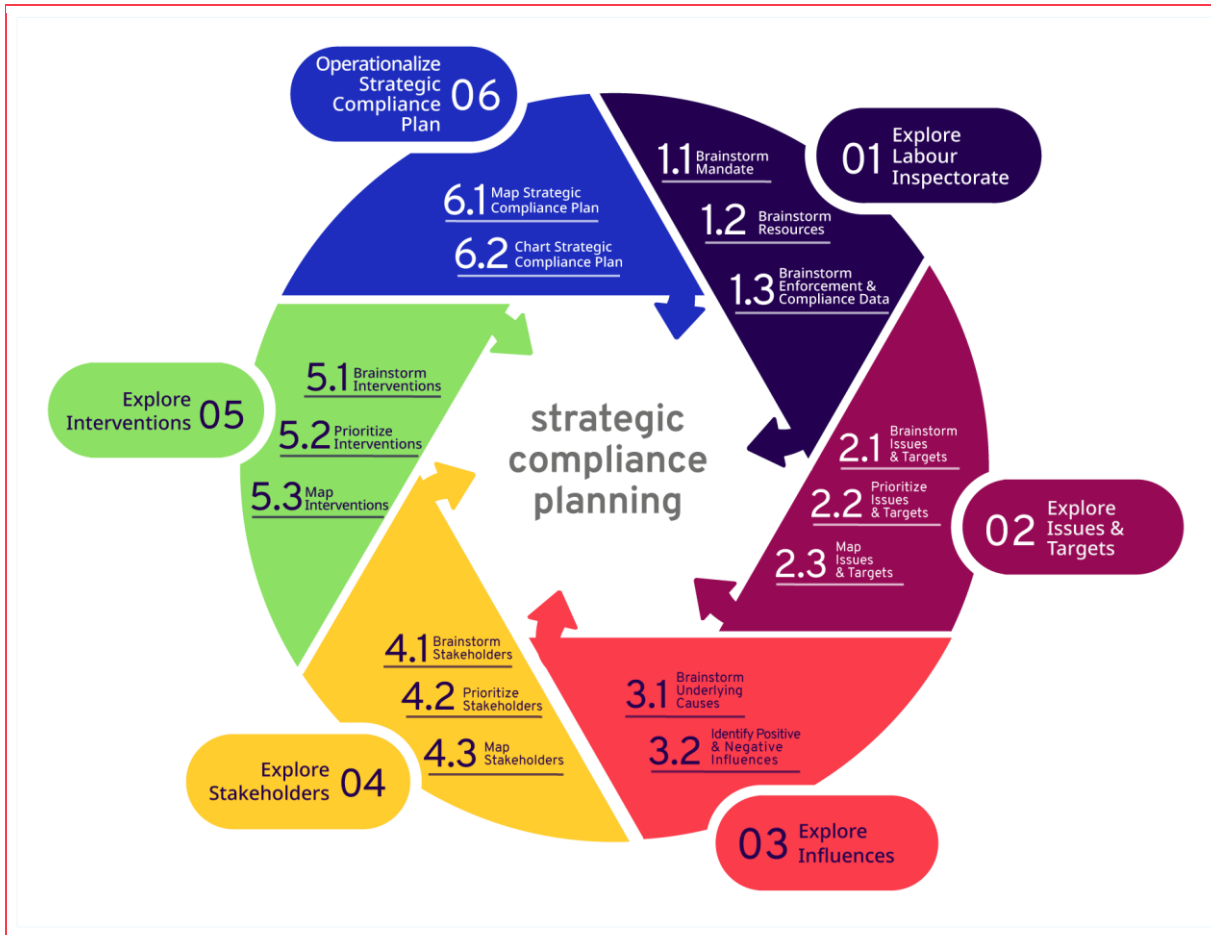 Operationalize
Strategic
Compliance
Plan
06
1.1 Brainstorm
Mandate
1.2 Brainstorm
Resources
1.3 Brainstorm
Enforcement &
Compliance Data
01 Explore
Labour
Inspectorate
6.1 Map Strategic
Compliance Plan
6.2 Chart Strategic
Compliance Plan
Explore
Interventions
05
5.1 Brainstorm
Interventions
5.2 Prioritize
Interventions
5.3 Map
Interventions
strategic
compliance
planning
2.1 Brainstorm
Issues
& Targets
2.2 Prioritize
Issues
& Targets
2.3 Map
Issues
& Targets
02 Explore
Issues &
Targets
4.1 Brainstorm
Stakeholders
4.2 Prioritize
Stakeholders
4.3 Map
Stakeholders
Explore
Stakeholders
04
3.1 Brainstorm
Underlying
Causes
3.2 Identify Positive
& Negative
Influences
03 Explore
Influences